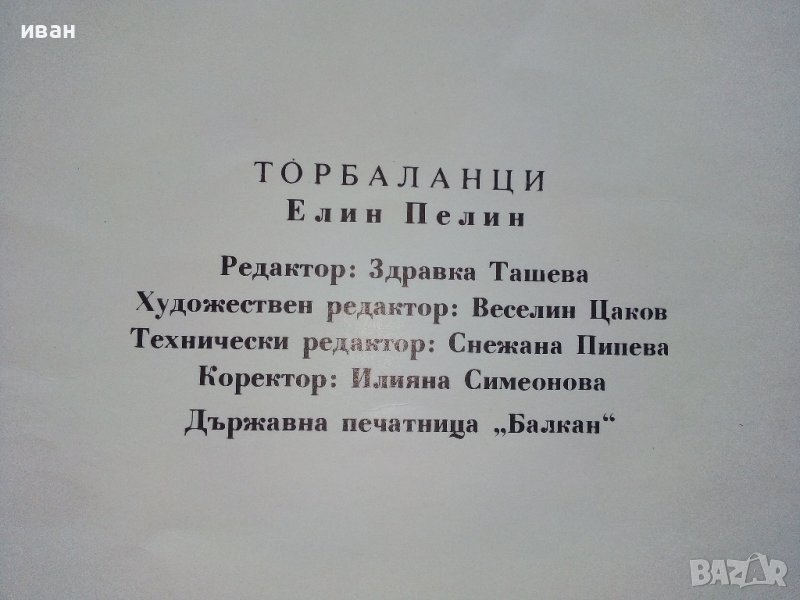 иван
ТОРБАЛАНЦИ
Елин Пелин
Редактор: Здравка Ташева
Художествен редактор: Веселин Цаков
Технически редактор: Снежана Пипева
Коректор: Илияна Симеонова
Държавна печатница „Балкан“
BAZAR